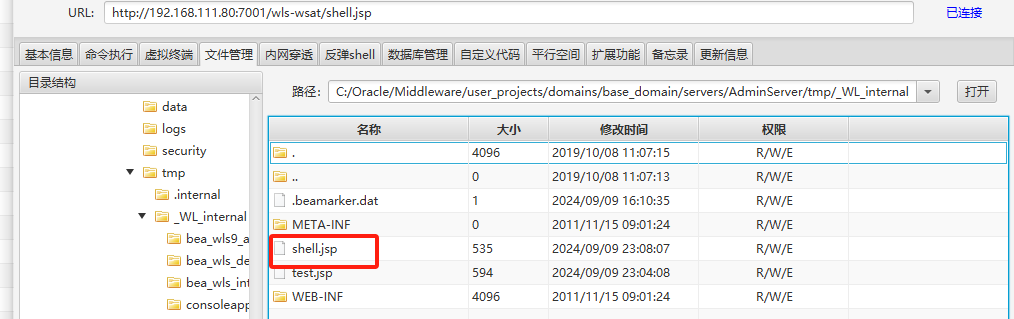 URL: http://192.168.111.80:7001/wls-wsat/shell.jsp 已连接
基本信息 命令执行 虚拟终端 文件管理 内网穿透 反弹shell 数据库管理 自定义代码 平行空间 扩展功能 备忘录 更新信息
目录结构
data
logs
security
tmp
.internal
_WL_internal
bea_wls9_a
bea_wls_de
bea_wls_int
consoleapp
路径: C:/Oracle/Middleware/user_projects/domains/base_domain/servers/AdminServer/tmp/_WL_internal 打开
名称 大小 修改时间 权限
. 4096 2019/10/08 11:07:15 R/W/E
.. 0 2019/10/08 11:07:13 R/W/E
.beamarker.dat 1 2024/09/09 16:10:35 R/W/E
META-INF 0 2011/11/15 09:01:24 R/W/E
shell.jsp 535 2024/09/09 23:08:07 R/W/E
test.jsp 594 2024/09/09 23:04:08 R/W/E
WEB-INF 4096 2011/11/15 09:01:24 R/W/E